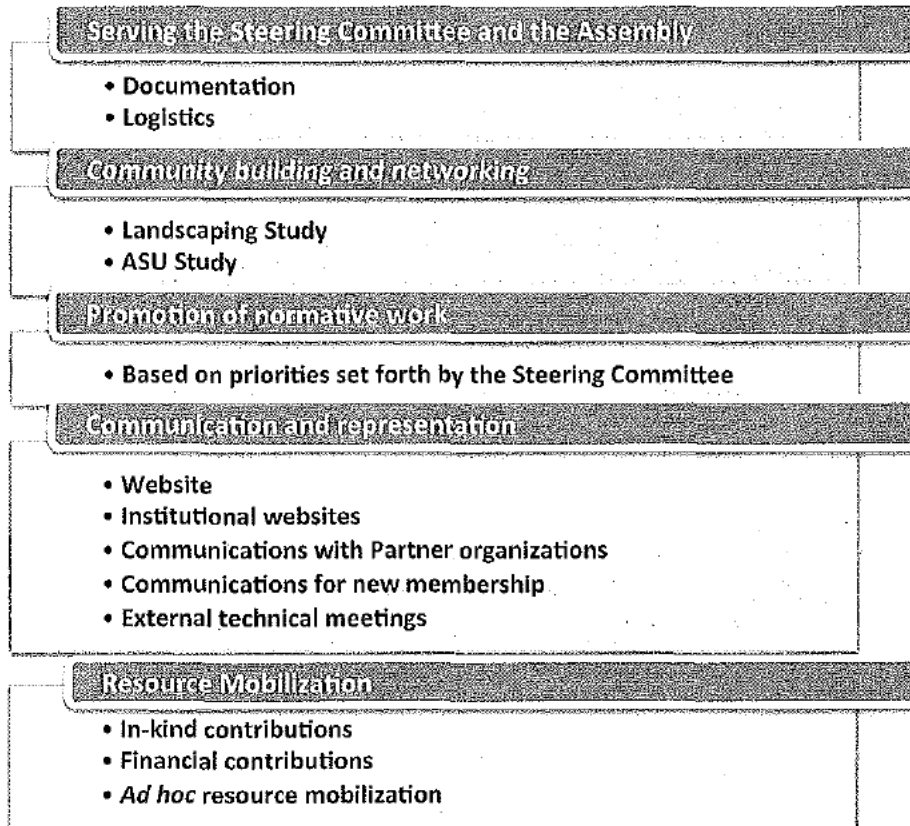 Serving the Steering Committee and the Assembly
• Documentation
• Logistics
Community building and networking
• Landscaping Study
• ASU Study
Promotion of normative work
• Based on priorities set forth by the Steering Committee
Communication and representation
• Website
• Institutional websites
• Communications with Partner organizations
• Communications for new membership
• External technical meetings
Resource Mobilization
• In-kind contributions
• Financial contributions
• Ad hoc resource mobilization